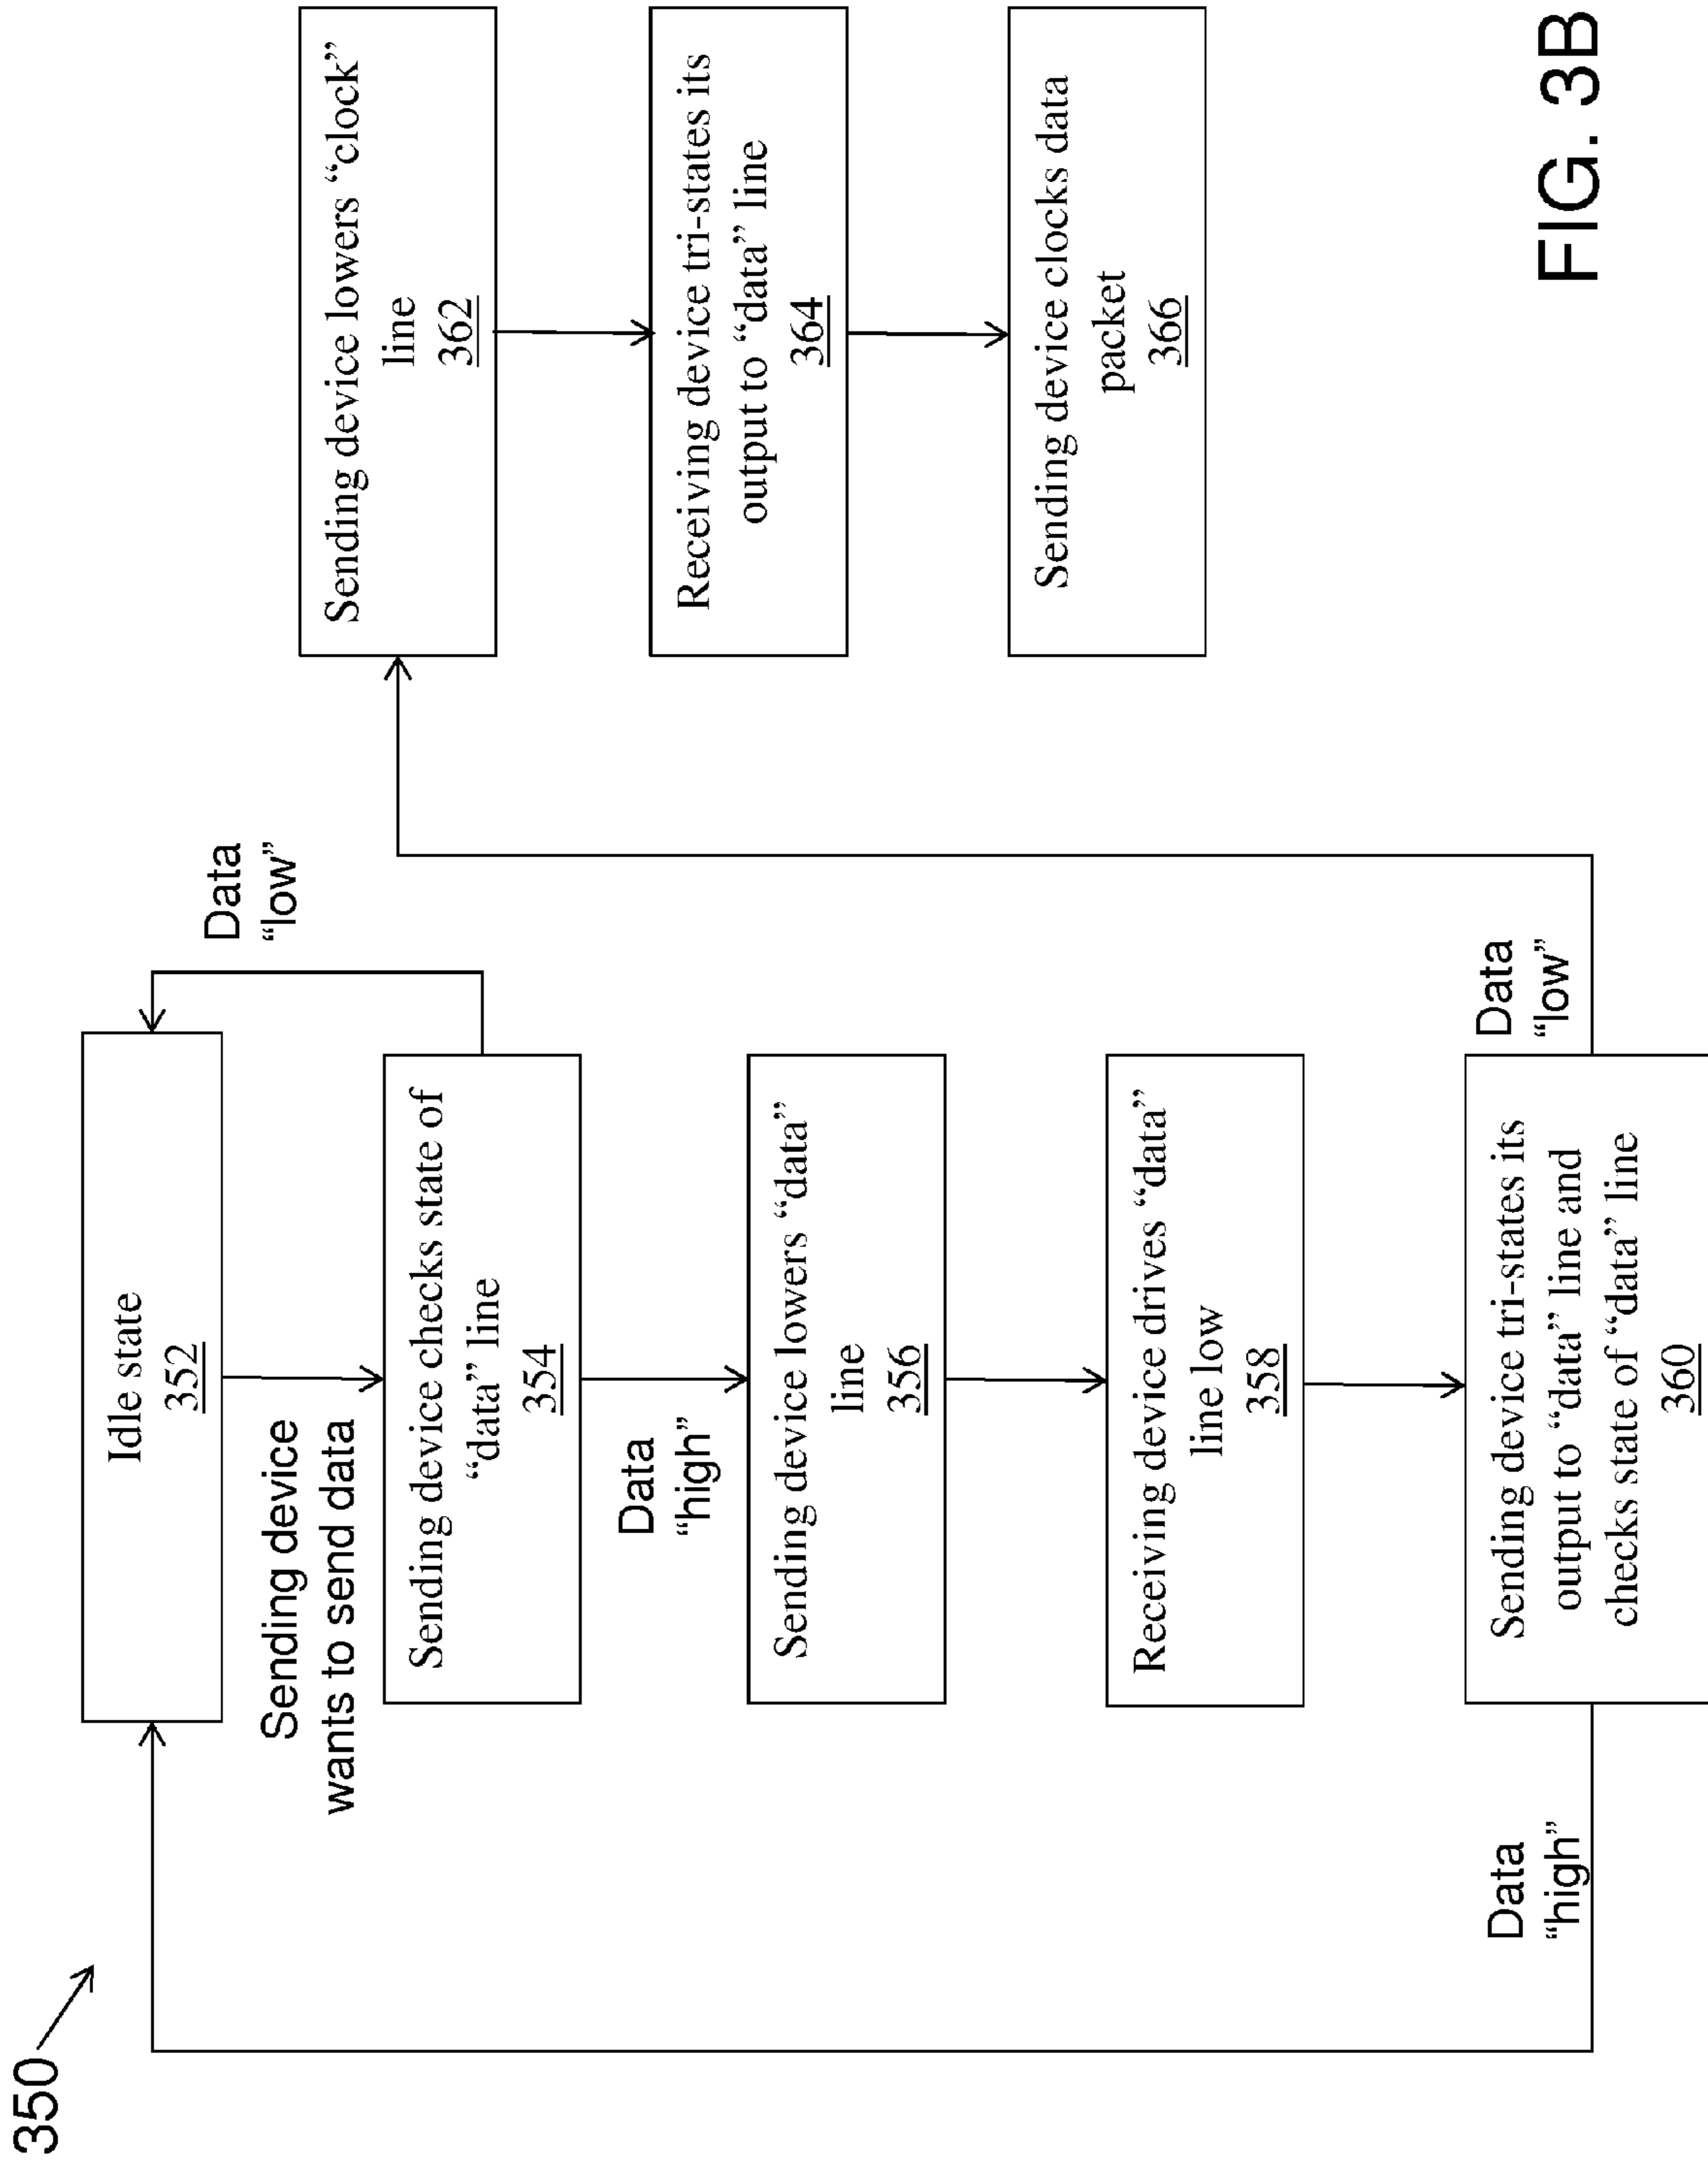 350
Idle state
352
Sending device
wants to send data
Data
“low”
Sending device checks state of
“data” line
354
Data
“high”
Sending device lowers “data”
line
356
Receiving device drives “data”
line low
358
Sending device tri-states its
output to “data” line and
checks state of “data” line
360
Data
“high”
Data
“low”
Sending device lowers “clock”
line
362
Receiving device tri-states its
output to “data” line
364
Sending device clocks data
packet
366
FIG. 3B